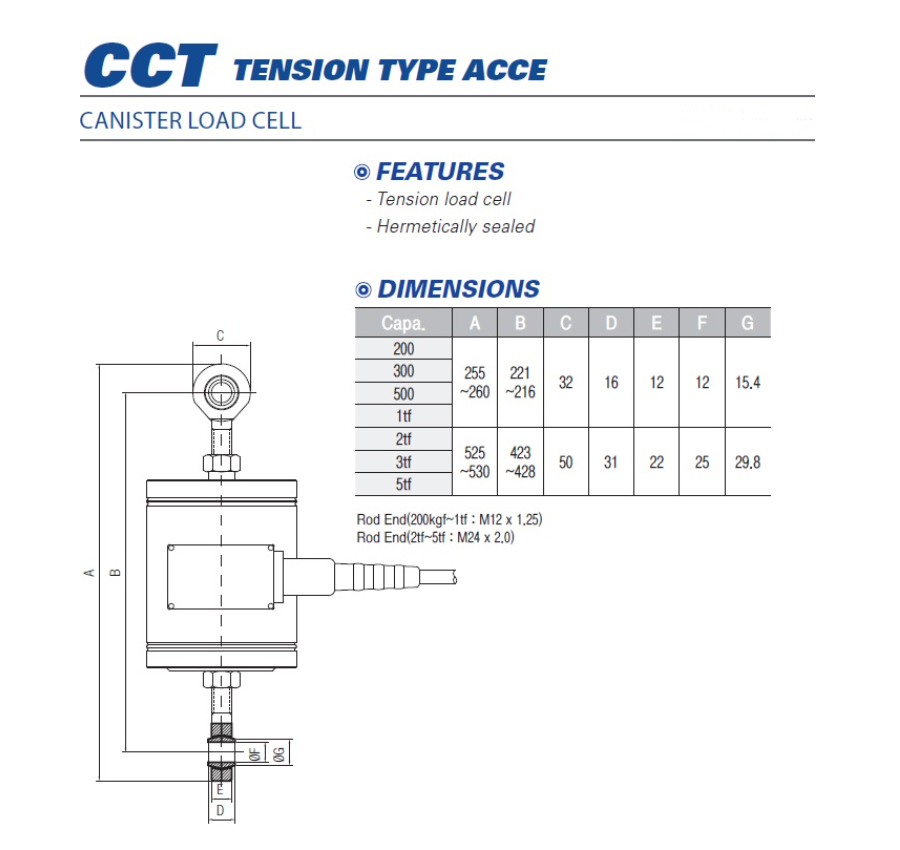 CCT TENSION TYPE ACCE
CANISTER LOAD CELL
FEATURES
- Tension load cell
- Hermetically sealed
DIMENSIONS
Capa. A B C D E F G
200
300
500
1tf
255 ~260 221 ~216 32 16 12 12 15.4
2tf
3tf
5tf
525 ~530 423 ~428 50 31 22 25 29.8
Rod End(200kgf~1tf : M12 x 1.25)
Rod End(2tf~5tf : M24 x 2.0)
C
A
B
ØF
ØG
E
D